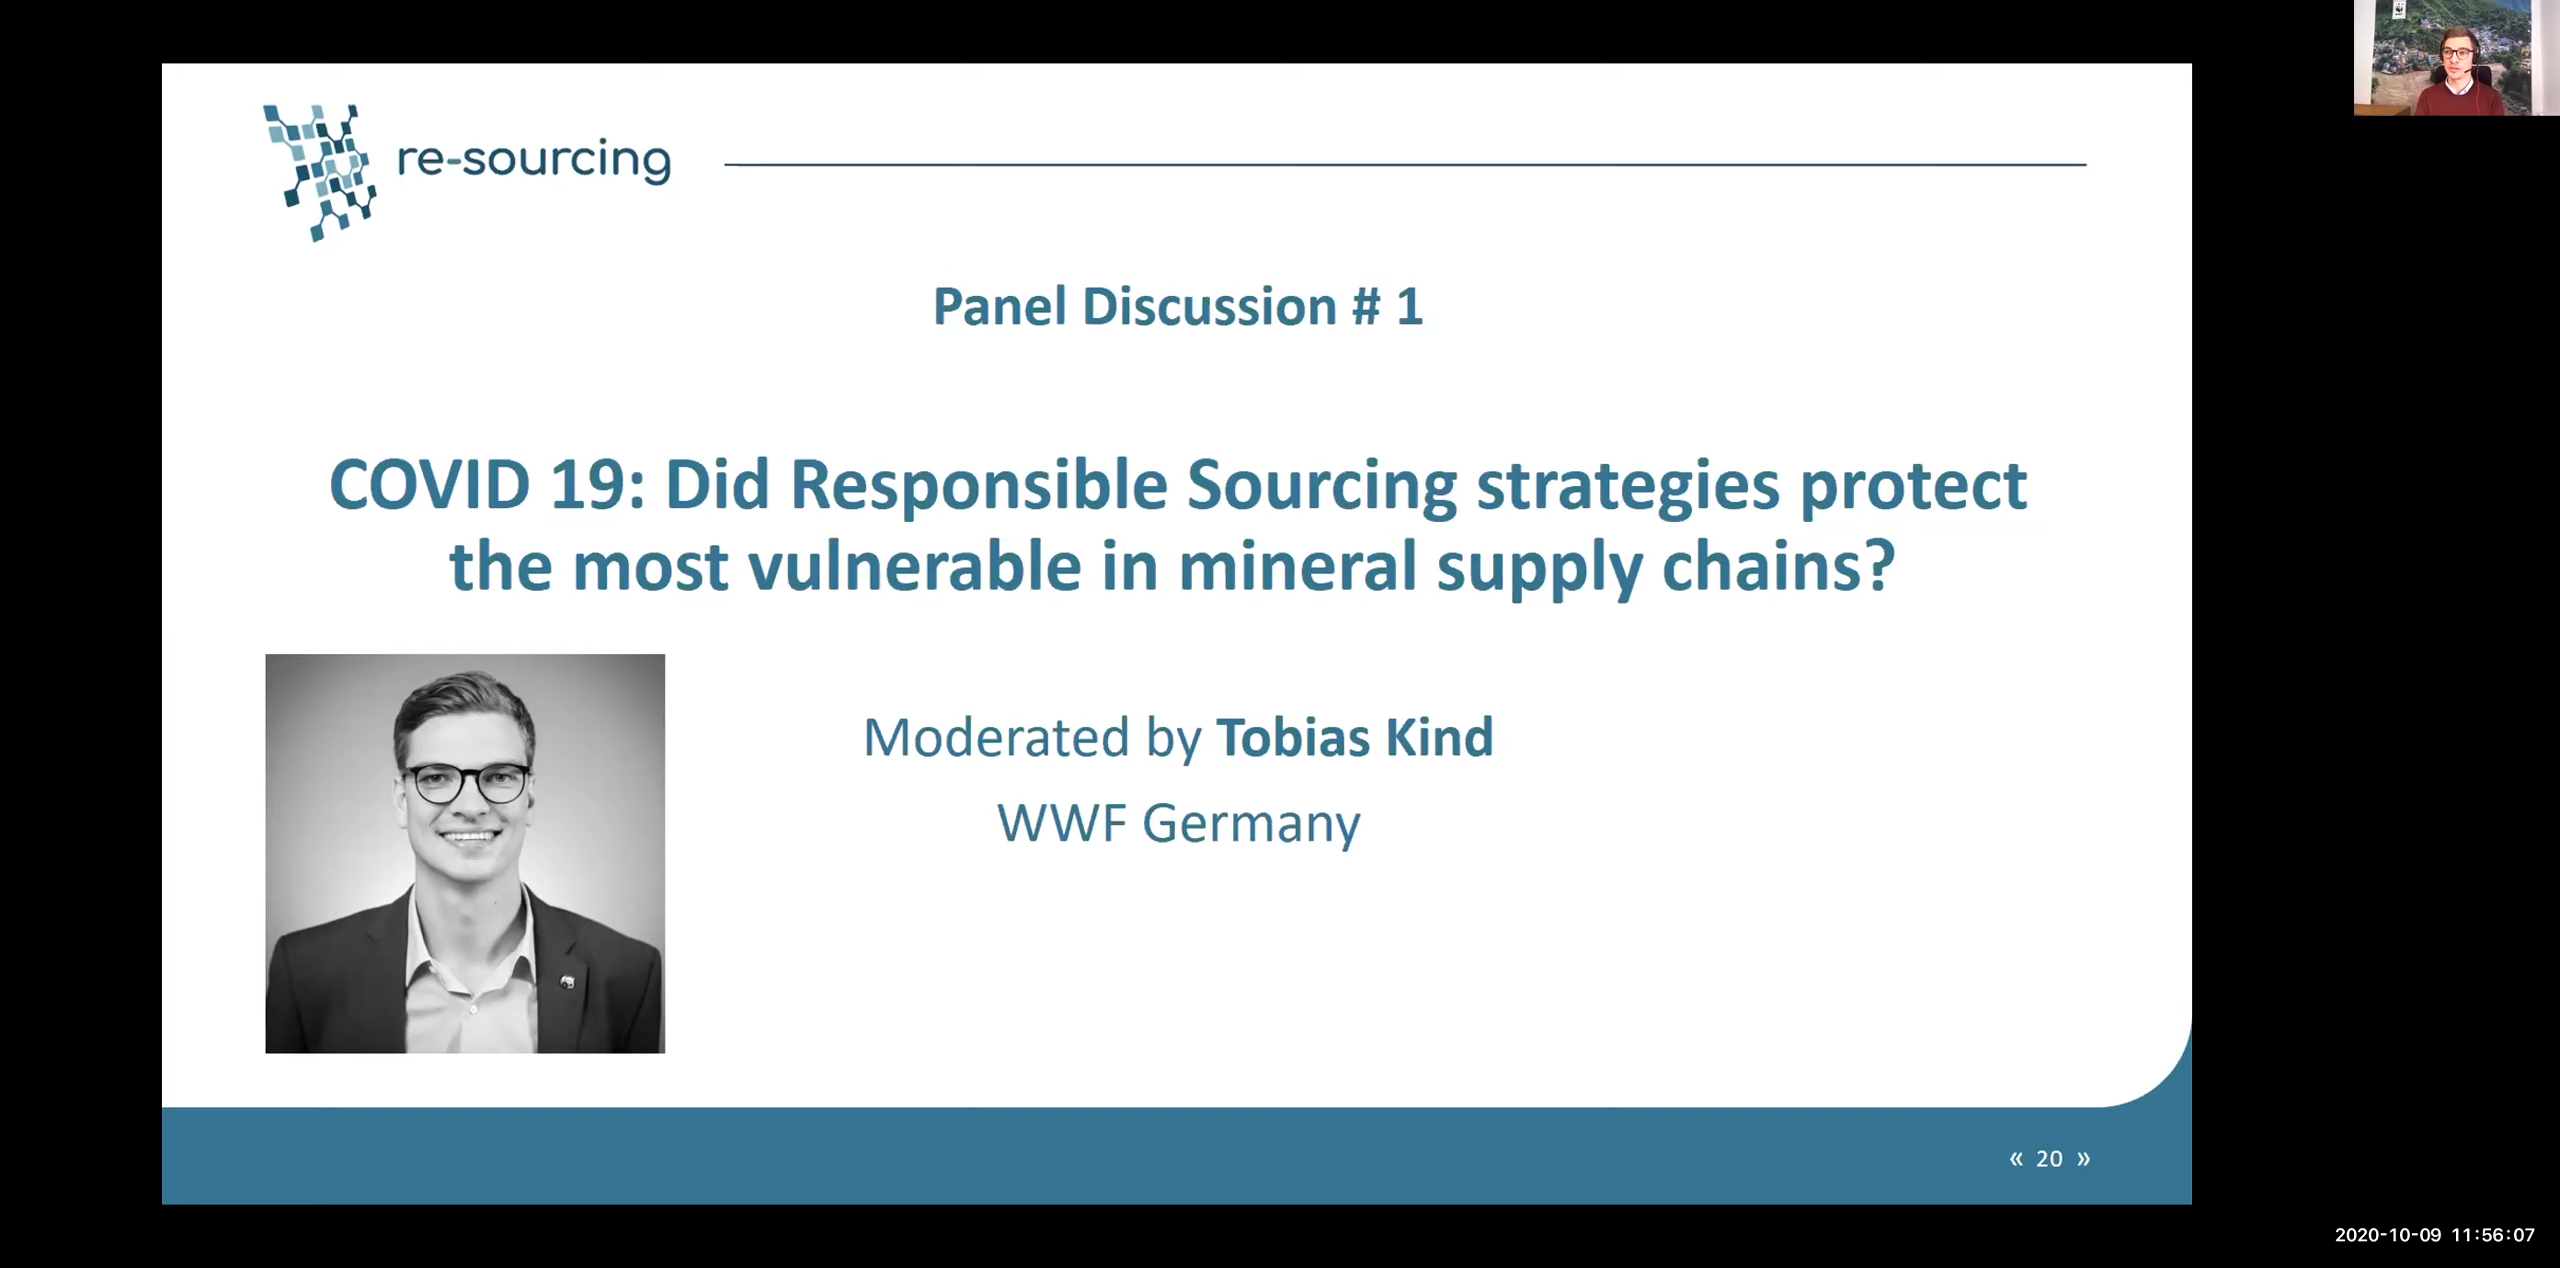 re-sourcing
Panel Discussion # 1
COVID 19: Did Responsible Sourcing strategies protect
the most vulnerable in mineral supply chains?
Moderated by Tobias Kind
WWF Germany
« 20 »
2020-10-09 11:56:07